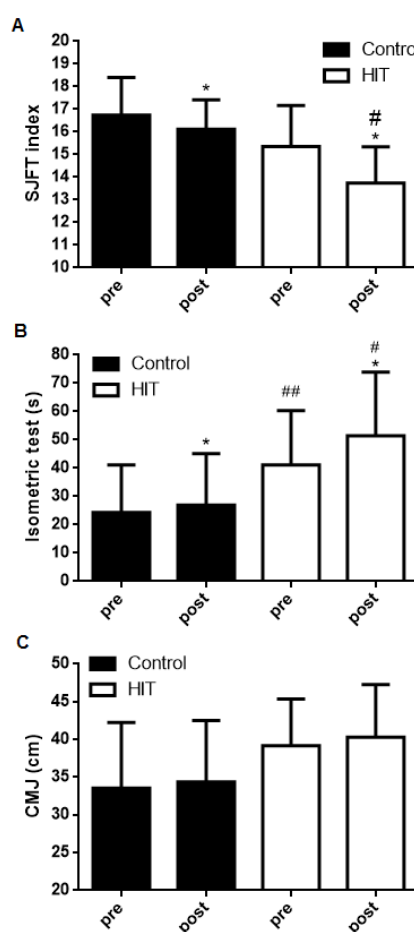 A
SJFT index
20
19
18
17
16
15
14
13
12
11
10
Control
HIT
*
#
*
pre
post
pre
post
B
Isometric test (s)
80
70
60
50
40
30
20
10
0
Control
HIT
*
##
#
*
pre
post
pre
post
C
CMJ (cm)
50
45
40
35
30
25
20
Control
HIT
pre
post
pre
post